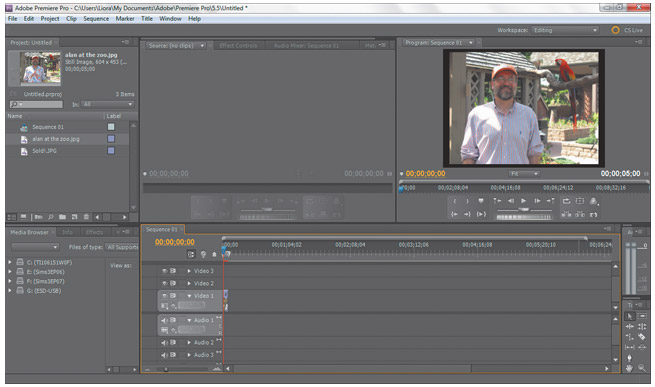 Adobe Premiere Pro - C:\Users\Liora\My Documents\Adobe\Premiere Pro\5.5\Untitled *
File Edit Project Clip Sequence Marker Title Window Help
Workspace: Editing CS Live
Project: Untitled
alan at the zoo.jpg
Still Image, 604 x 453 (...
00;00;05;00
Untitled.prproj 3 Items
In: All
Name Label
Sequence 01
alan at the zoo.jpg
Sold!.JPG
Source: (no clips) Effect Controls Audio Mixer: Sequence 01
00;00;00;00 00;00;00;00
Program: Sequence 01
00;00;00;00 Fit 00;00;05;00
00;00 00;02;08;04 00;04;16;08 00;06;24;12 00;08;32;16
Media Browser Info Effects
Files of type: All Supporte
View as:
C: (TI106151W0F)
E: (Sims3EP06)
F: (Sims3EP07)
G: (ESD-USB)
Sequence 01
00;00;00;00
00;00 00;01;04;02 00;02;08;04 00;03;12;06 00;04;16;08 00;05;20;10 00;06;24
Video 3
Video 2
Video 1
Audio 1
Audio 2
Audio 3